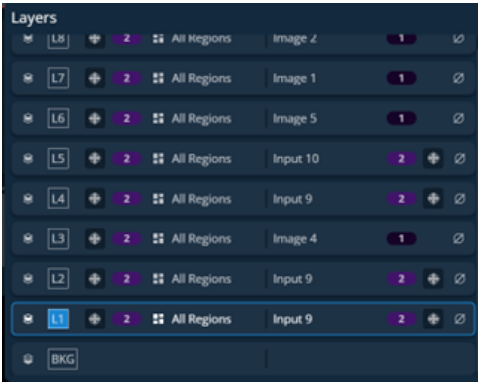 Layers
L8 2 All Regions Image 2 1
L7 2 All Regions Image 1 1
L6 2 All Regions Image 5 1
L5 2 All Regions Input 10 2
L4 2 All Regions Input 9 2
L3 2 All Regions Image 4 1
L2 2 All Regions Input 9 2
L1 2 All Regions Input 9 2
BKG